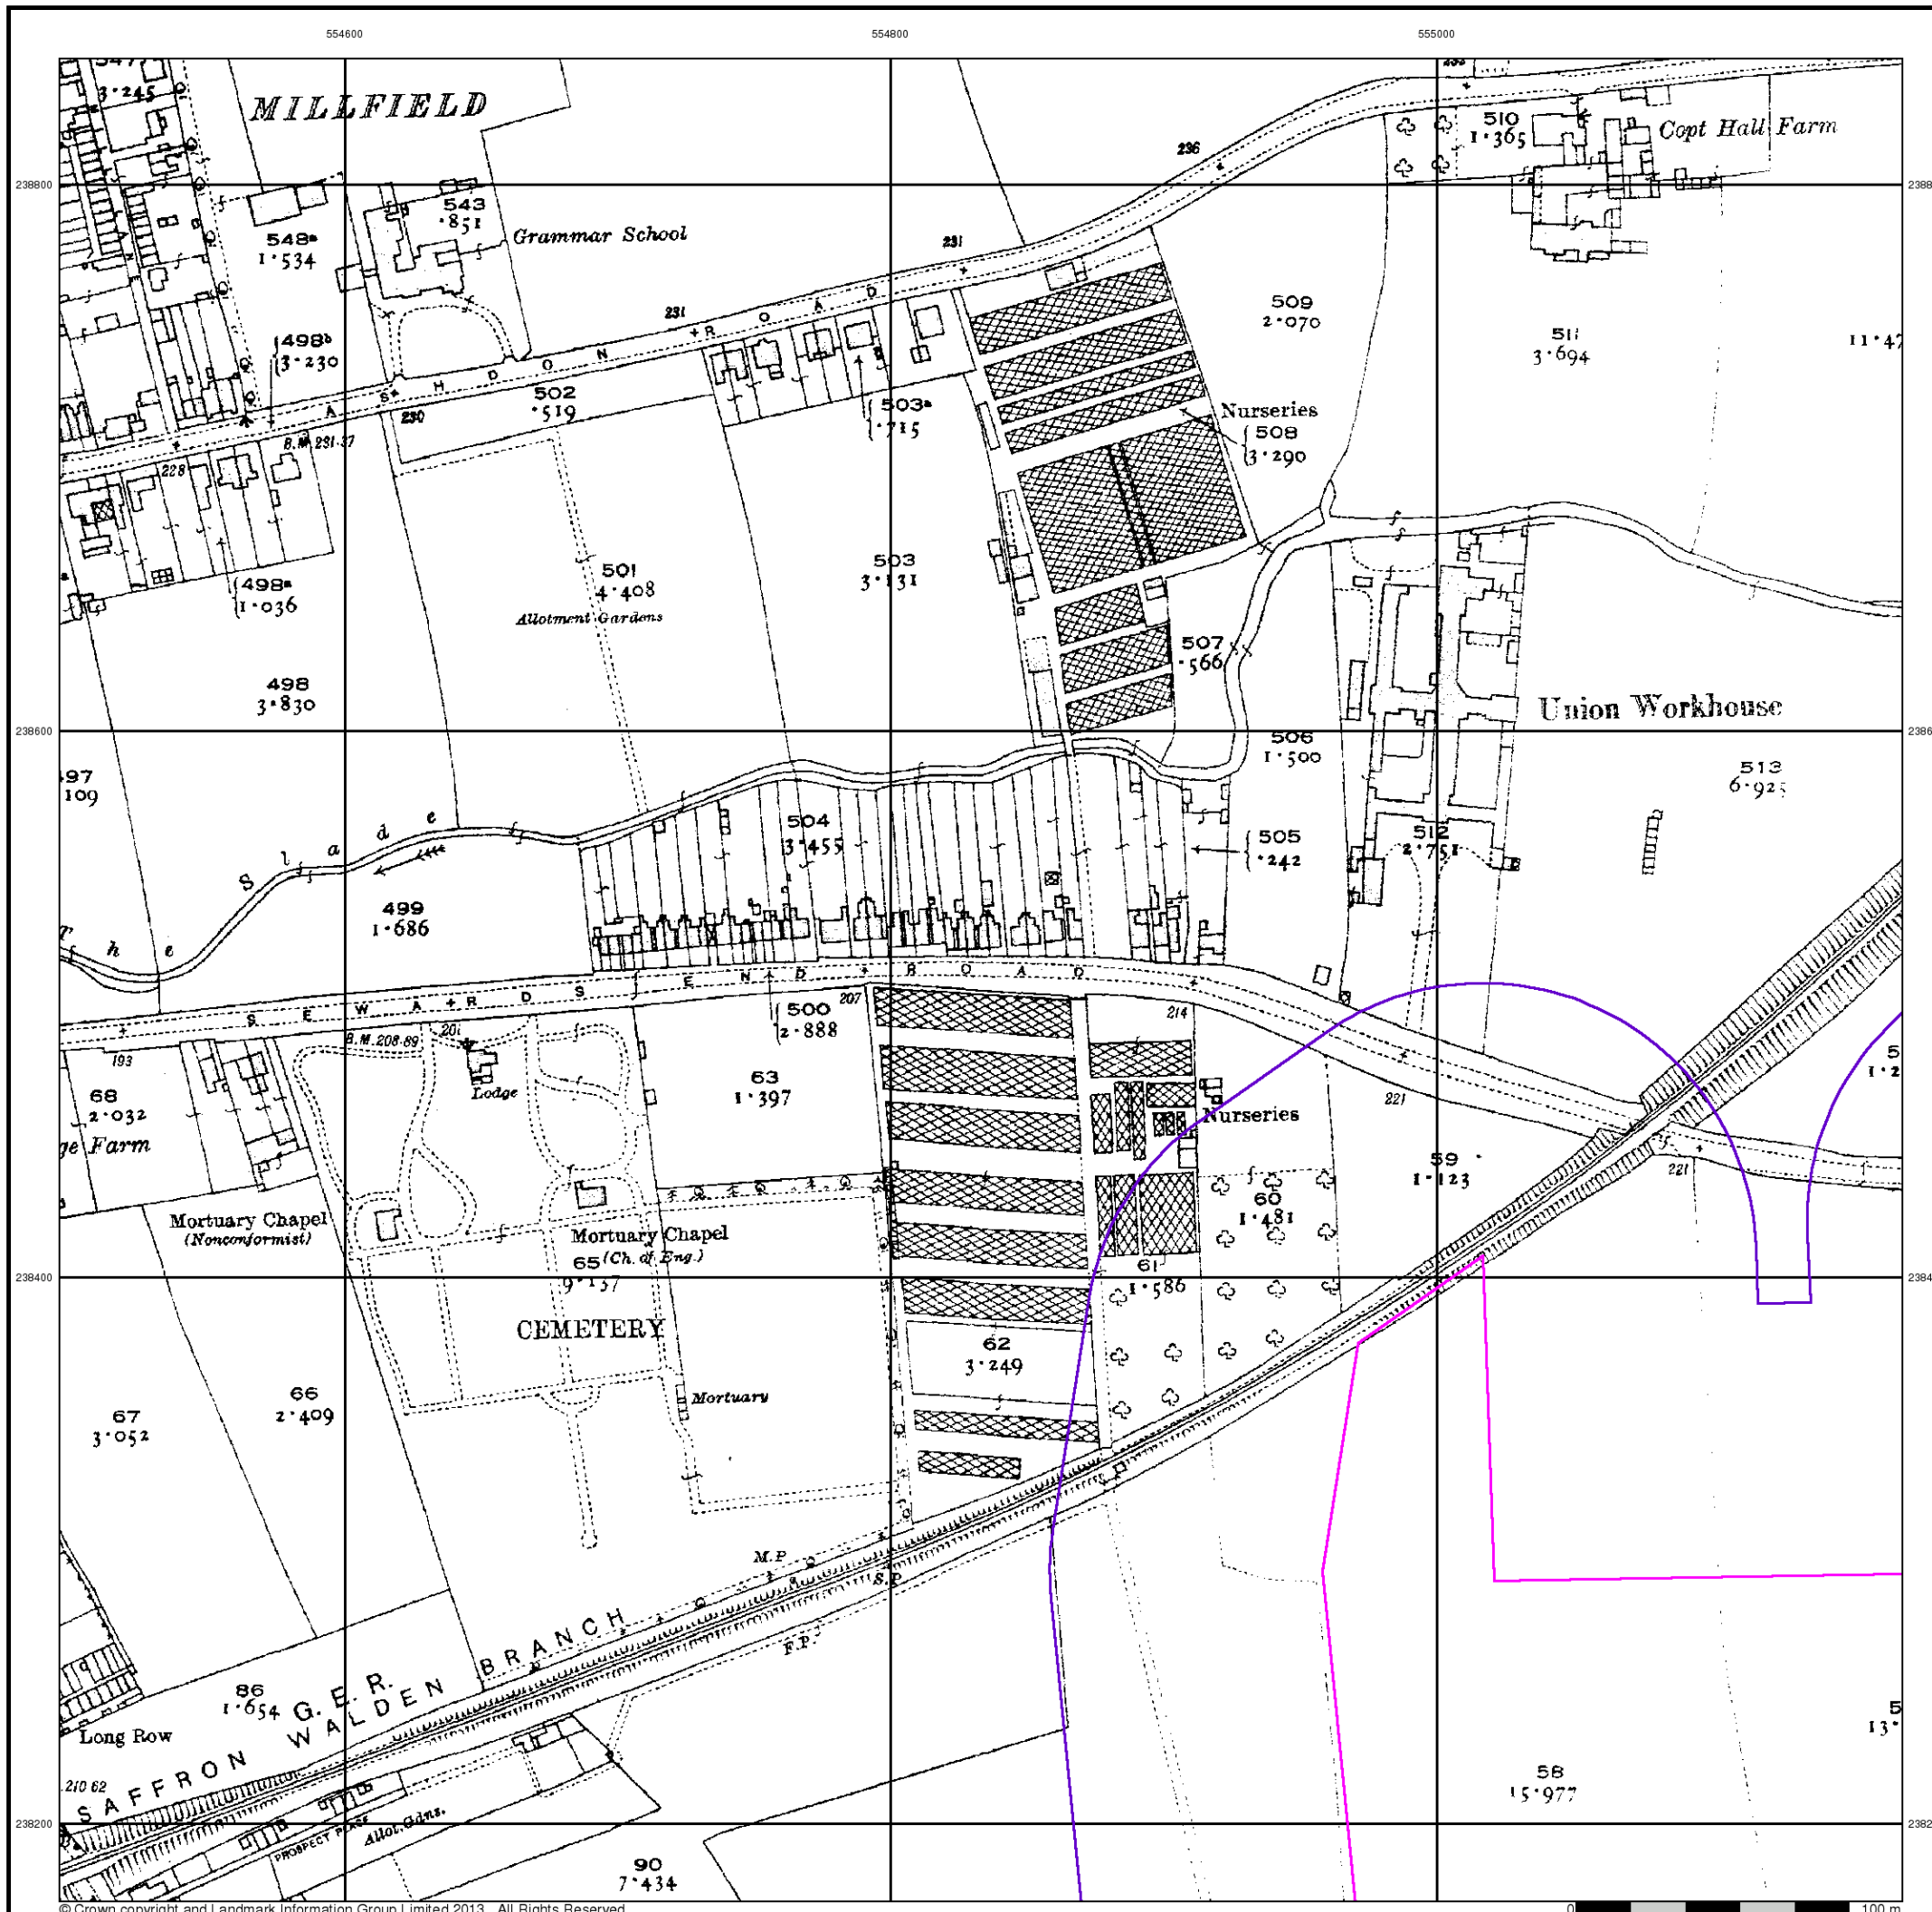 554600
554800
555000
3·245
MILLFIELD
236
510
1·365
Copt Hall Farm
238800
543
·851
Grammar School
548a
1·534
231
231
ROAD
509
2·070
511
3·694
11·47
498b
3·230
ASHDON
502
·519
503a
·715
230
B.M. 231·37
228
Nurseries
508
3·290
498a
1·036
501
4·408
Allotment Gardens
503
3·131
507
·566
498
3·830
Union Workhouse
238600
506
1·500
513
6·925
497
109
The Slade
504
3·455
505
·242
512
2·751
499
1·686
SEWARDS END ROAD
500
2·888
207
214
201
B.M. 208·89
193
221
68
2·032
ge Farm
Lodge
63
1·397
Nurseries
59
1·123
221
60
1·481
Mortuary Chapel
(Nonconformist)
Mortuary Chapel
(Ch. of Eng.)
65
9·137
61
1·586
238400
CEMETERY
62
3·249
66
2·409
67
3·052
Mortuary
M.P
S.P
F.P.
86
1·654
G.E.R.
SAFFRON WALDEN BRANCH
Long Row
210 62
58
15·977
5
13·
238200
PROSPECT PLACE
Allot. Gdns.
90
7·434
© Crown copyright and Landmark Information Group Limited 2013. All Rights Reserved.
0
100 m